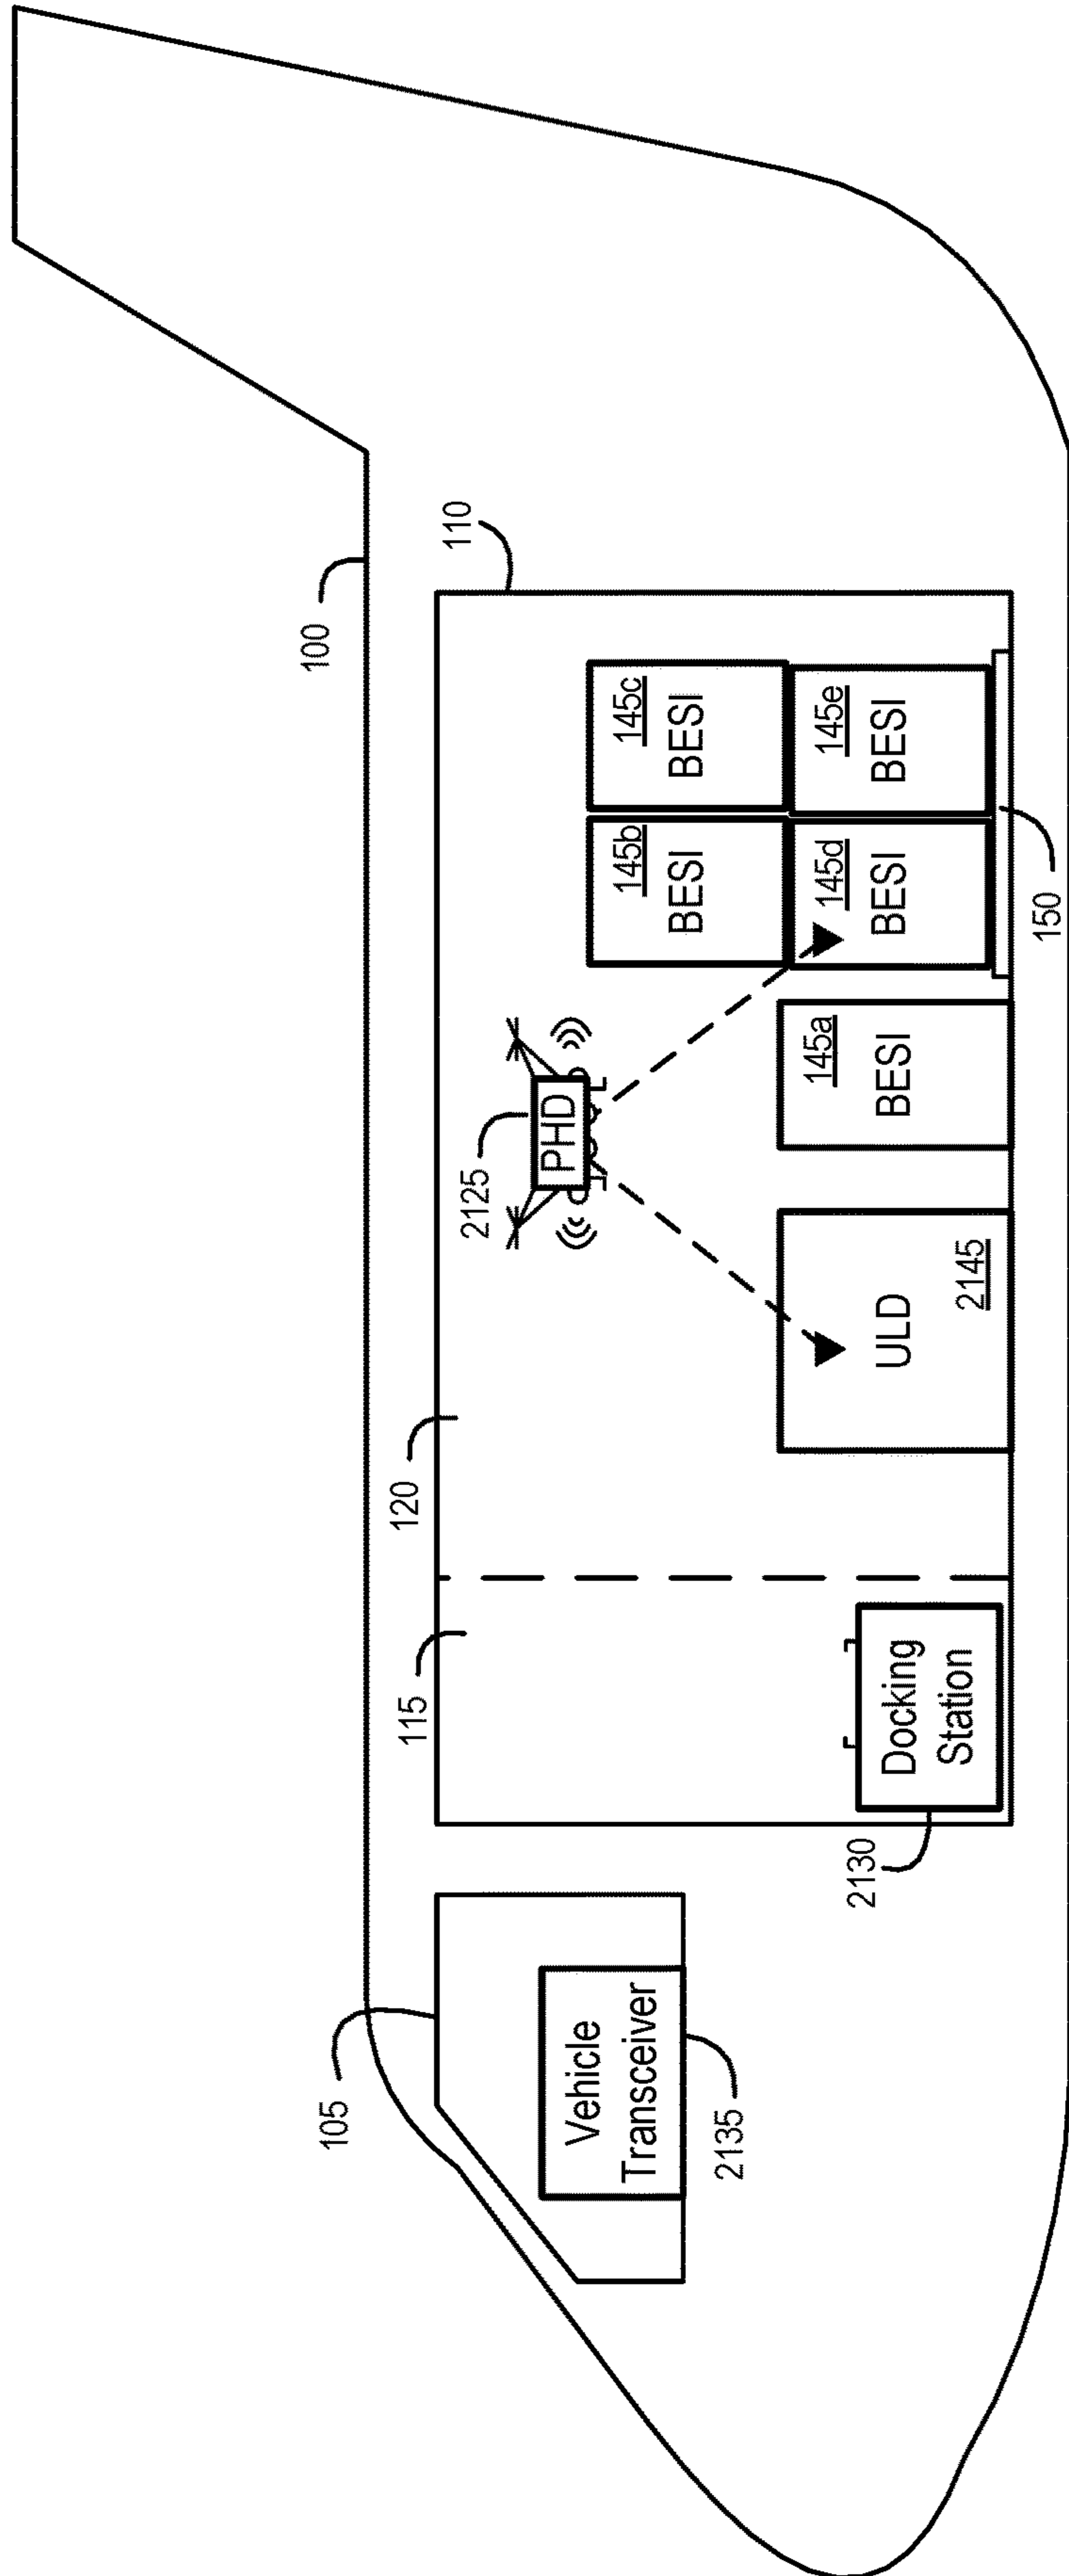 100
110
105
115
120
2125
PHD
145b
BESI
145c
BESI
Vehicle
Transceiver
2135
2130
Docking
Station
ULD
2145
145a
BESI
145d
BESI
145e
BESI
150